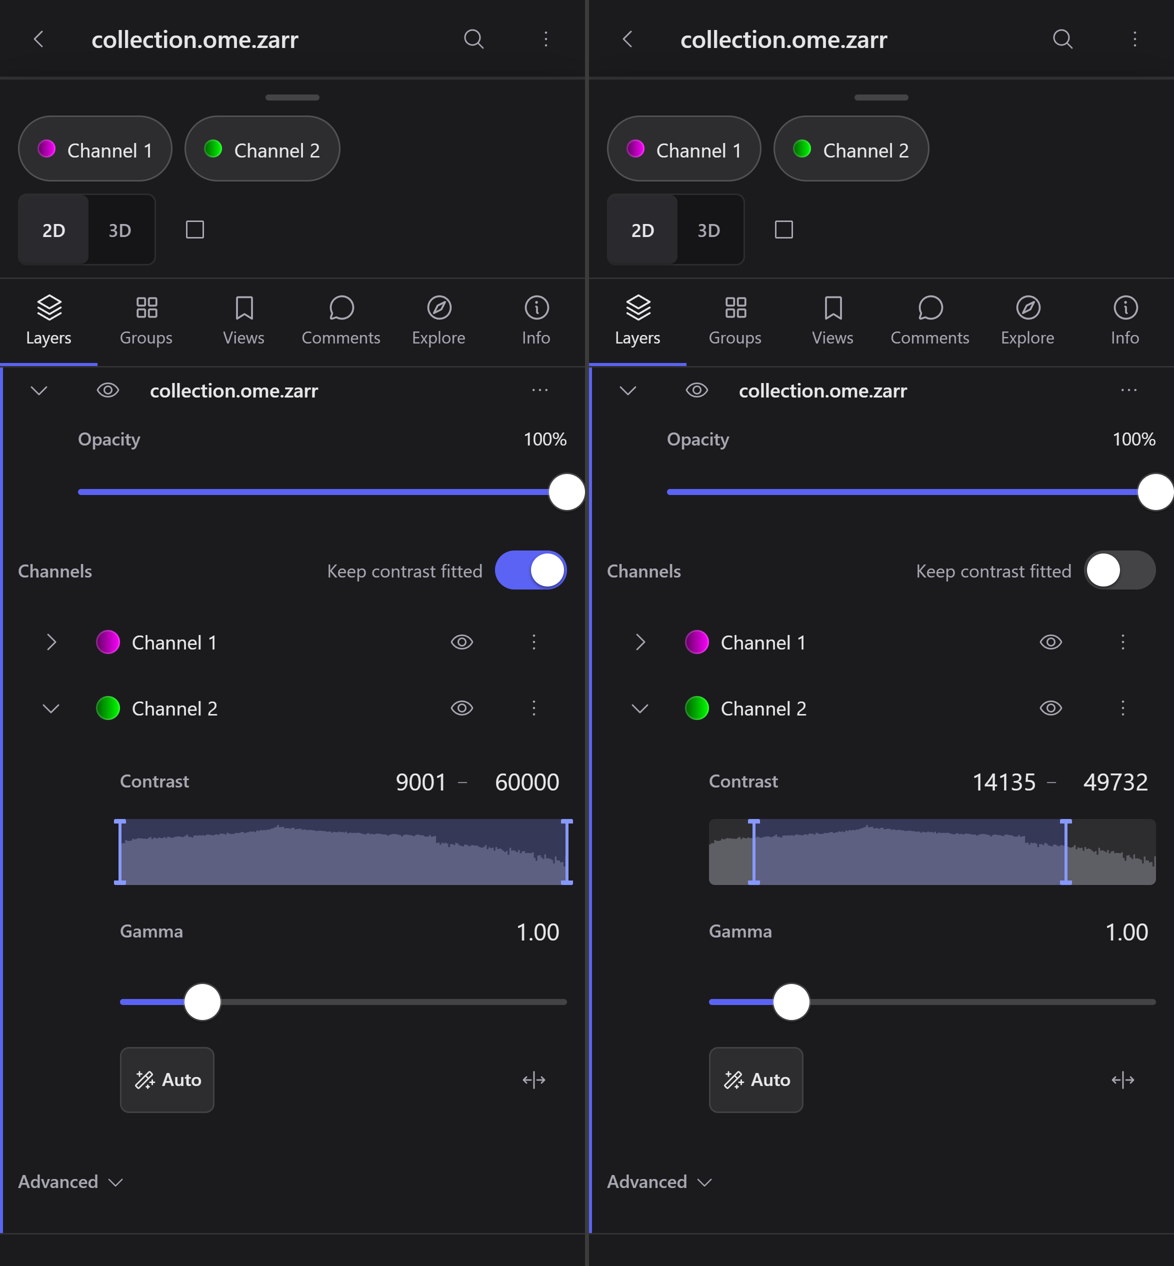 collection.ome.zarr
Channel 1
Channel 2
2D
3D
Layers
Groups
Views
Comments
Explore
Info
collection.ome.zarr
Opacity
100%
Channels
Keep contrast fitted
Channel 1
Channel 2
Contrast
9001 – 60000
Gamma
1.00
Auto
Advanced
collection.ome.zarr
Channel 1
Channel 2
2D
3D
Layers
Groups
Views
Comments
Explore
Info
collection.ome.zarr
Opacity
100%
Channels
Keep contrast fitted
Channel 1
Channel 2
Contrast
14135 – 49732
Gamma
1.00
Auto
Advanced